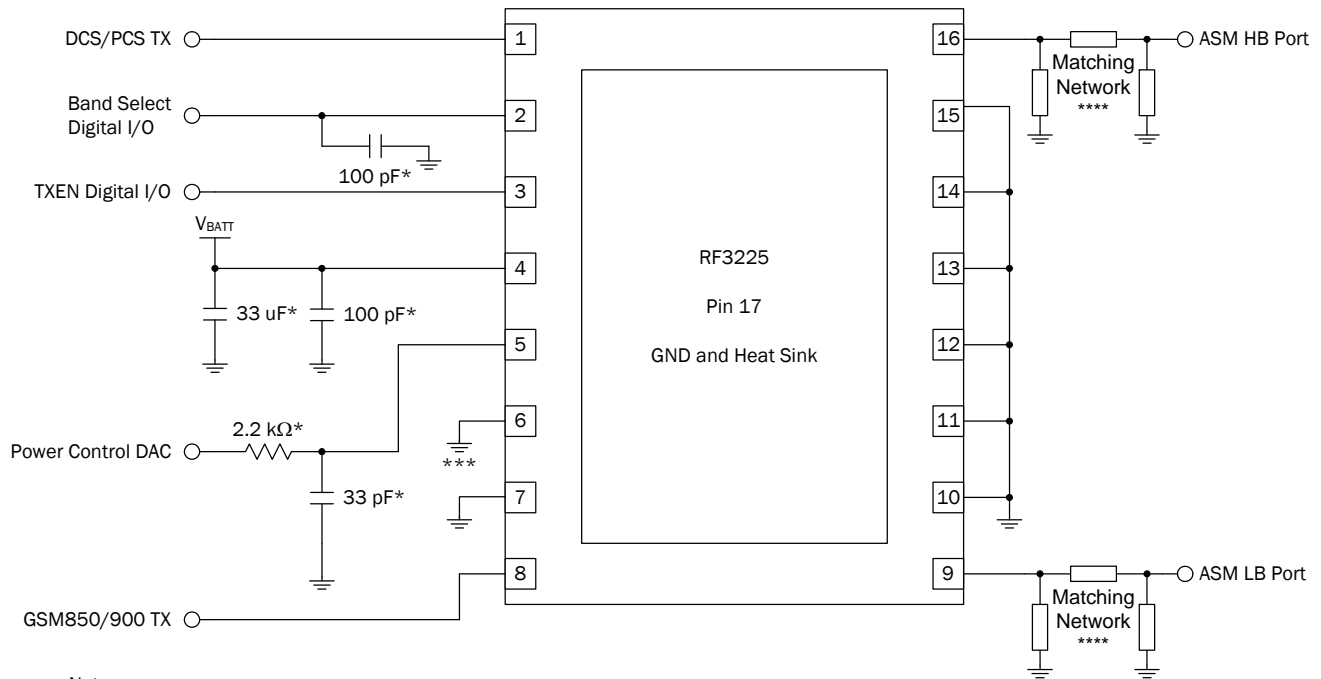 DCS/PCS TX
1
16
ASM HB Port
Matching
Network
****
Band Select
Digital I/O
2
15
100 pF*
TXEN Digital I/O
3
14
VBATT
4
13
33 uF*
100 pF*
RF3225
Pin 17
GND and Heat Sink
5
12
2.2 kΩ*
Power Control DAC
6
11
***
33 pF*
7
10
8
9
ASM LB Port
Matching
Network
****
GSM850/900 TX